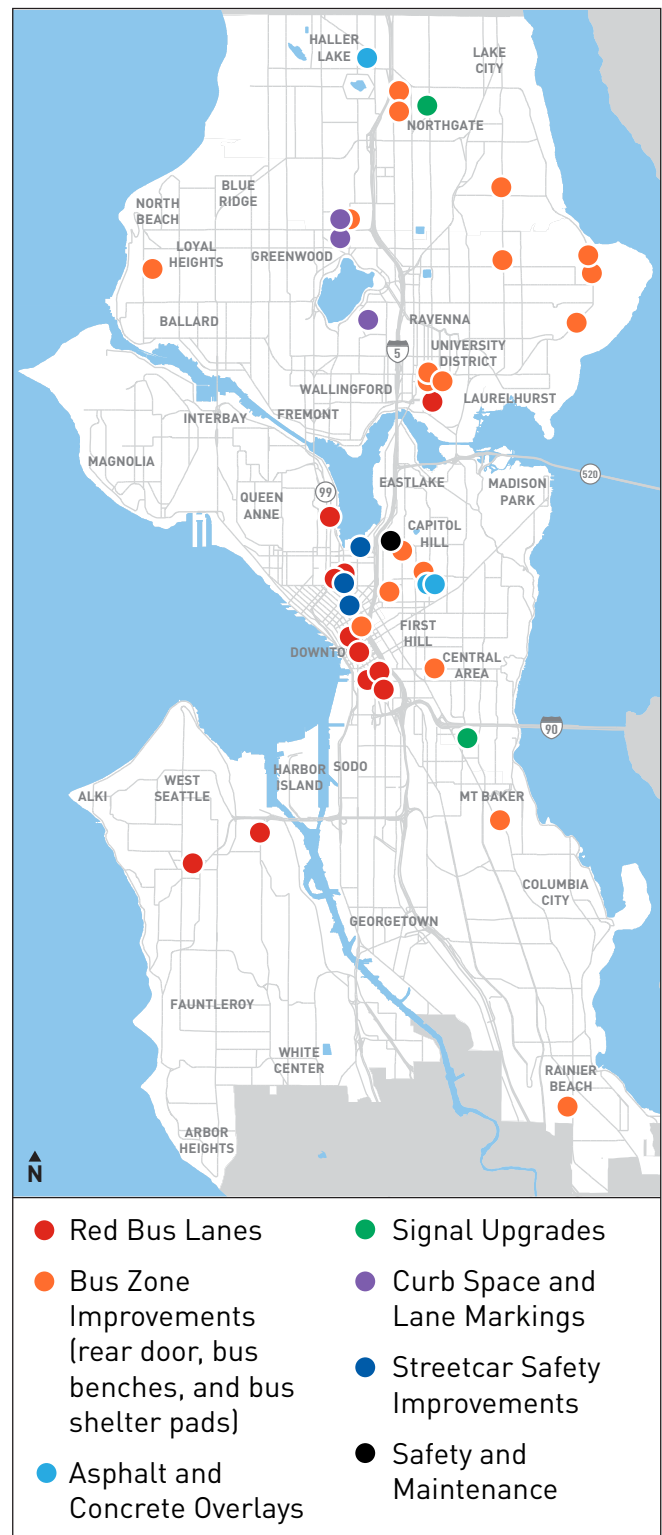 HALLER
LAKE
LAKE
CITY
NORTHGATE
BLUE
RIDGE
NORTH
BEACH
LOYAL
HEIGHTS
GREENWOOD
BALLARD
RAVENNA
5
UNIVERSITY
DISTRICT
WALLINGFORD
LAURELHURST
INTERBAY
FREMONT
MAGNOLIA
520
EASTLAKE
MADISON
PARK
99
QUEEN
ANNE
CAPITOL
HILL
FIRST
HILL
DOWNTO
CENTRAL
AREA
90
HARBOR
ISLAND
SODO
WEST
SEATTLE
ALKI
MT BAKER
COLUMBIA
CITY
GEORGETOWN
FAUNTLEROY
WHITE
CENTER
RAINIER
BEACH
ARBOR
HEIGHTS
N
Red Bus Lanes
Bus Zone
Improvements
(rear door, bus
benches, and bus
shelter pads)
Asphalt and
Concrete Overlays
Signal Upgrades
Curb Space and
Lane Markings
Streetcar Safety
Improvements
Safety and
Maintenance